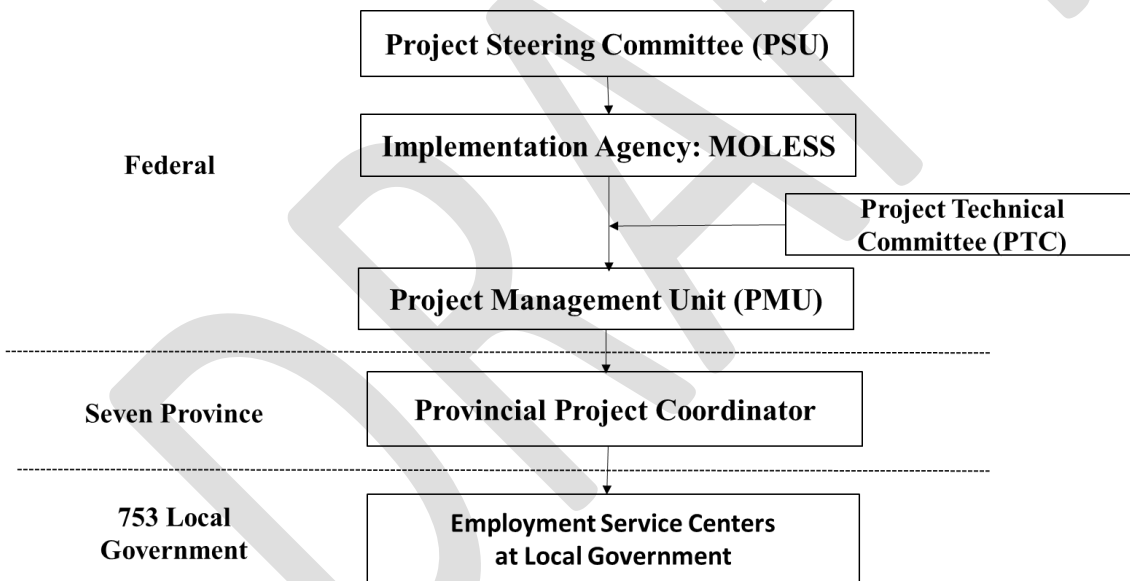 Project Steering Committee (PSU)
Implementation Agency: MOLESS
Federal
Project Technical
Committee (PTC)
Project Management Unit (PMU)
Seven Province
Provincial Project Coordinator
753 Local
Government
Employment Service Centers
at Local Government
DRAFT